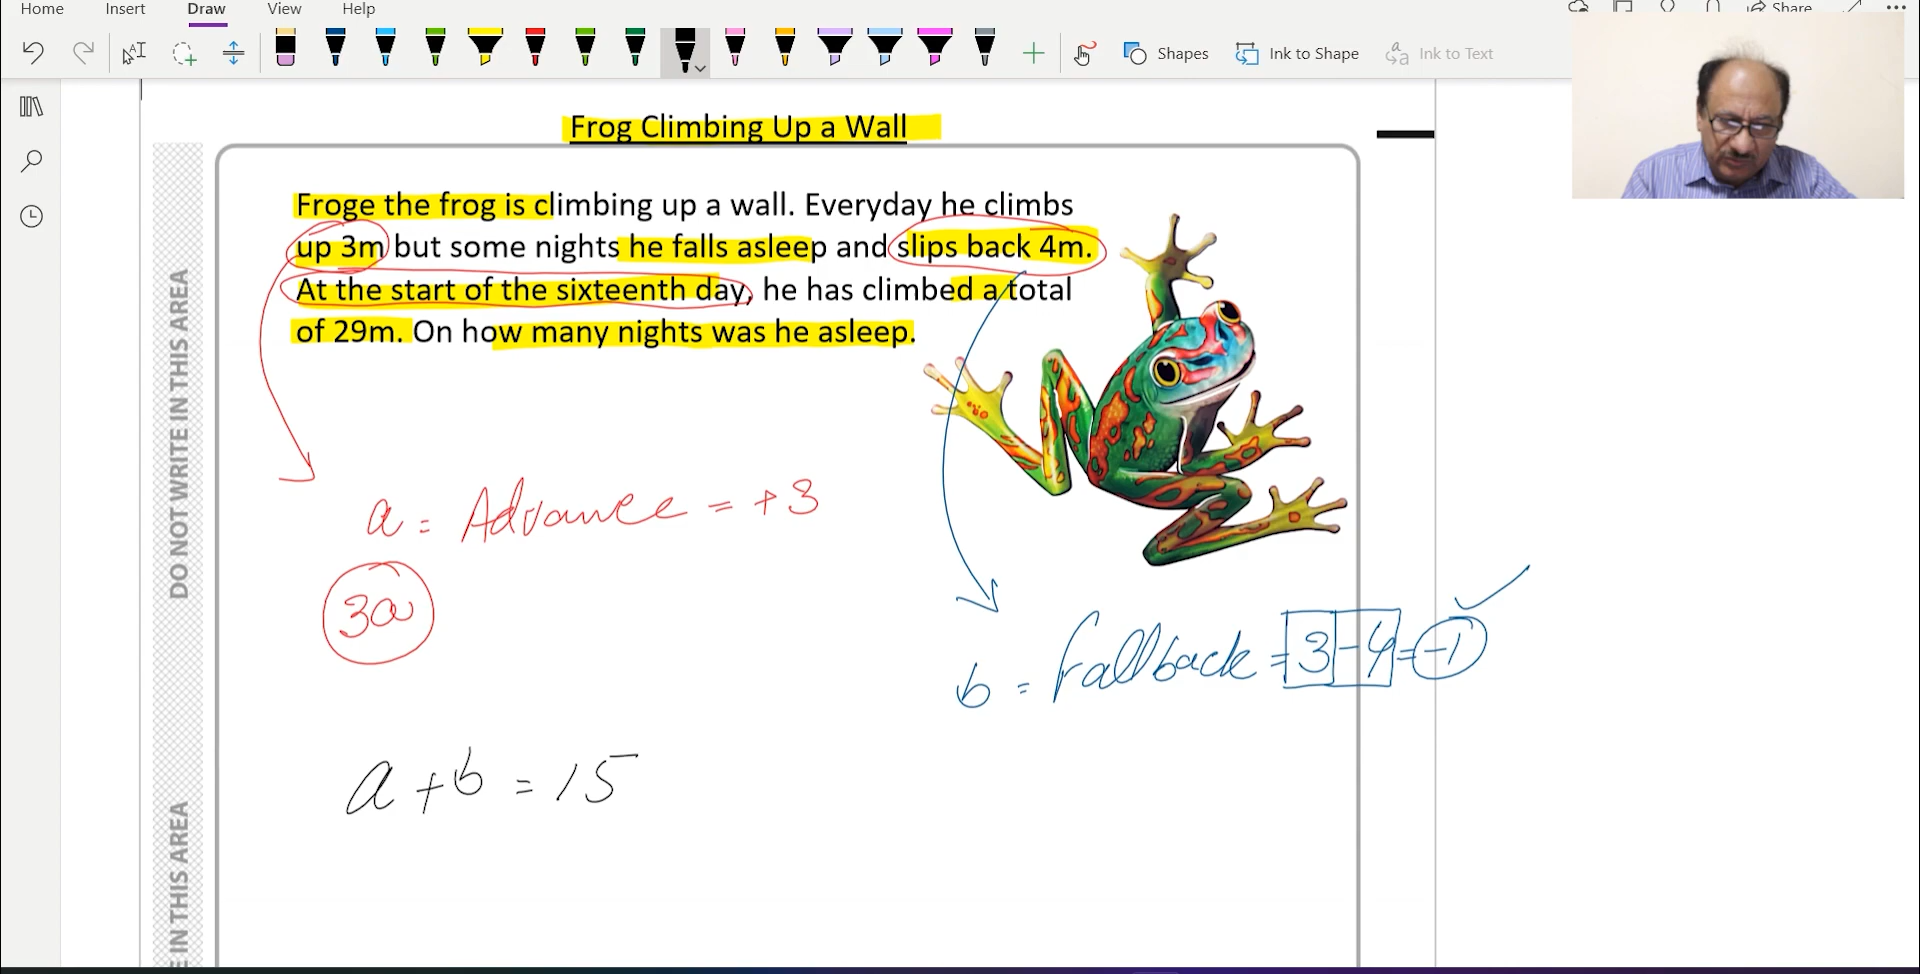 Home Insert Draw View Help
Share
Shapes Ink to Shape Ink to Text
Frog Climbing Up a Wall
Froge the frog is climbing up a wall. Everyday he climbs
up 3m but some nights he falls asleep and slips back 4m.
At the start of the sixteenth day, he has climbed a total
of 29m. On how many nights was he asleep.
DO NOT WRITE IN THIS AREA
a = Advance = +3
3a
b = fallback = 3 - 4 = -1
a + b = 15
E IN THIS AREA